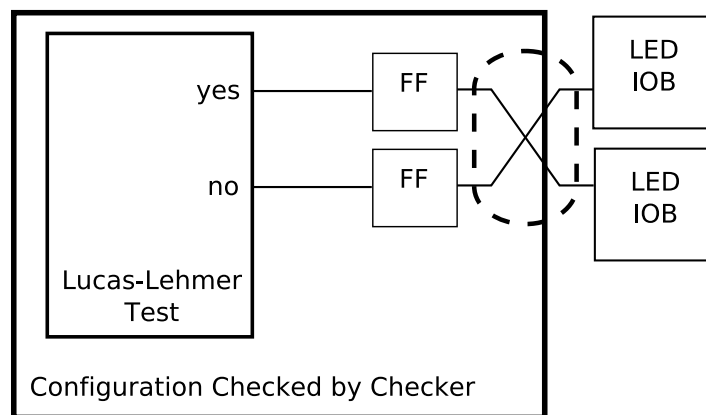 yes
FF
LED
IOB
no
FF
LED
IOB
Lucas-Lehmer
Test
Configuration Checked by Checker